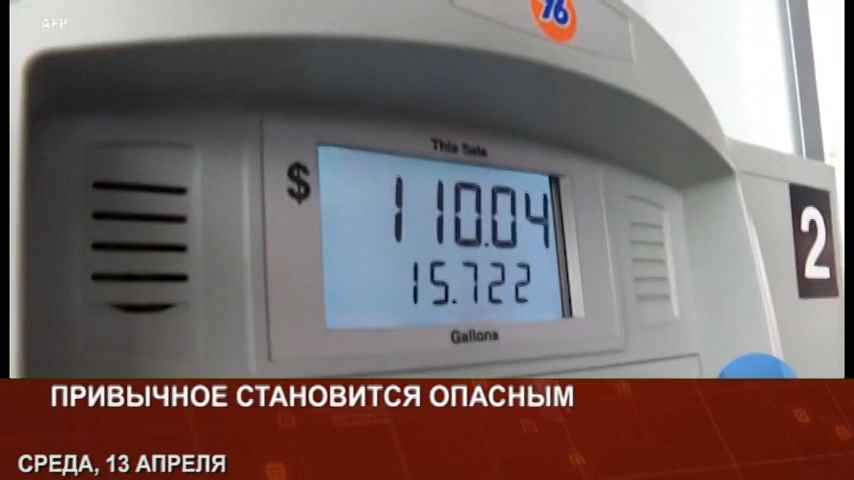 AFP
76
This Sale
$ 110.04
15.722
Gallons
2
ПРИВЫЧНОЕ СТАНОВИТСЯ ОПАСНЫМ
СРЕДА, 13 АПРЕЛЯ